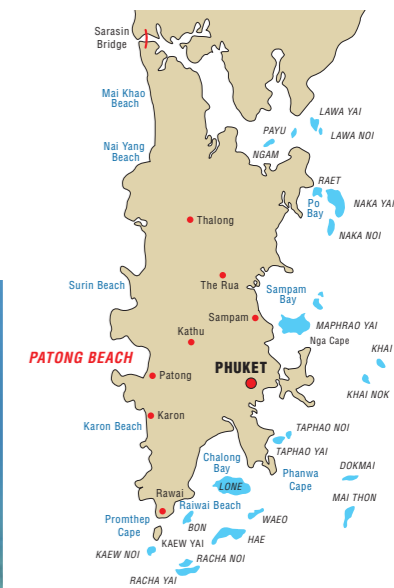 Sarasin
Bridge
Mai Khao
Beach
LAWA YAI
PAYU
LAWA NOI
NGAM
Nai Yang
Beach
RAET
Po
Bay
NAKA YAI
NAKA NOI
Thalong
The Rua
Surin Beach
Sampam
Bay
Sampam
MAPHRAO YAI
Nga Cape
Kathu
KHAI
PATONG BEACH
PHUKET
Patong
KHAI NOK
Karon
Karon Beach
TAPHAO NOI
TAPHAO YAI
Chalong
Bay
Phanwa
Cape
DOKMAI
LONE
Rawai
Raiwai Beach
MAI THON
Promthep
Cape
BON
WAEO
KAEW YAI
HAE
KAEW NOI
RACHA NOI
RACHA YAI